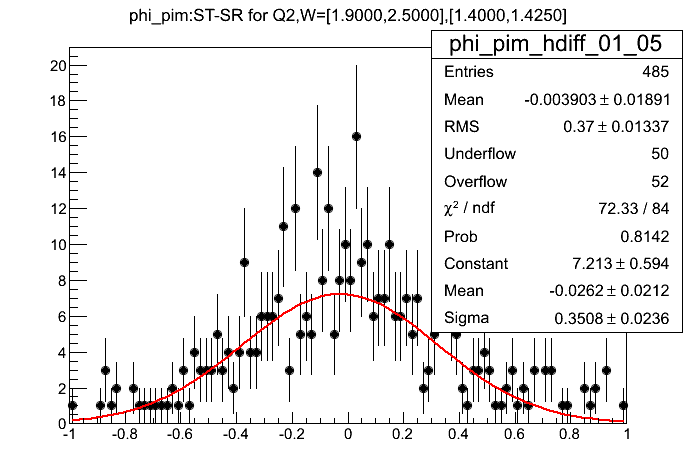 phi_pim:ST-SR for Q2,W=[1.9000,2.5000],[1.4000,1.4250]
phi_pim_hdiff_01_05
Entries 485
Mean -0.003903 ± 0.01891
RMS 0.37 ± 0.01337
Underflow 50
Overflow 52
χ² / ndf 72.33 / 84
Prob 0.8142
Constant 7.213 ± 0.594
Mean -0.0262 ± 0.0212
Sigma 0.3508 ± 0.0236
20
18
16
14
12
10
8
6
4
2
0
-1 -0.8 -0.6 -0.4 -0.2 0 0.2 0.4 0.6 0.8 1